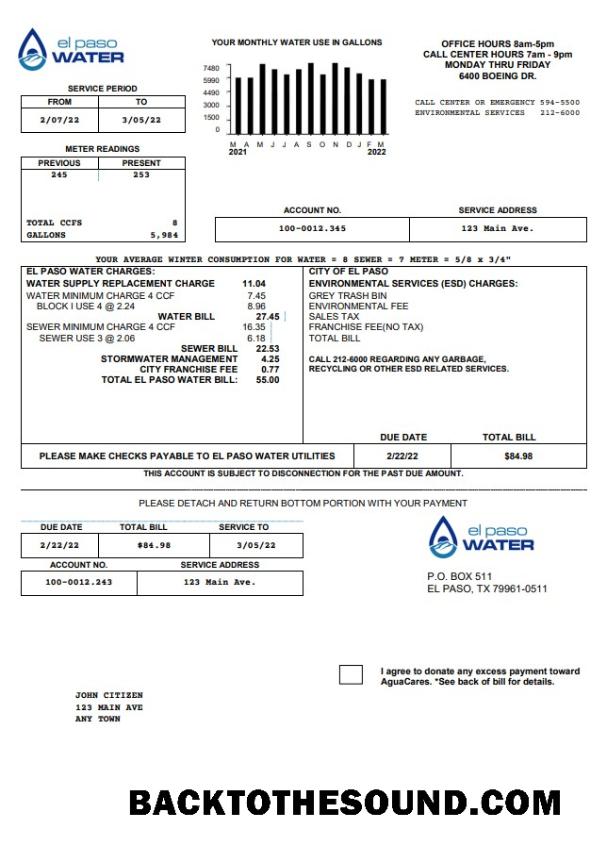 el paso
WATER
YOUR MONTHLY WATER USE IN GALLONS
7480
5990
4490
3000
1500
0
M A M J J A S O N D J F M
2021 2022
OFFICE HOURS 8am-5pm
CALL CENTER HOURS 7am - 9pm
MONDAY THRU FRIDAY
6400 BOEING DR.
CALL CENTER OR EMERGENCY 594-5500
ENVIRONMENTAL SERVICES 212-6000
SERVICE PERIOD
FROM TO
2/07/22 3/05/22
METER READINGS
PREVIOUS PRESENT
245 253
TOTAL CCFS 8
GALLONS 5,984
ACCOUNT NO. SERVICE ADDRESS
100-0012.345 123 Main Ave.
YOUR AVERAGE WINTER CONSUMPTION FOR WATER = 8 SEWER = 7 METER = 5/8 x 3/4"
EL PASO WATER CHARGES:
WATER SUPPLY REPLACEMENT CHARGE 11.04
WATER MINIMUM CHARGE 4 CCF 7.45
BLOCK I USE 4 @ 2.24 8.96
WATER BILL 27.45
SEWER MINIMUM CHARGE 4 CCF 16.35
SEWER USE 3 @ 2.06 6.18
SEWER BILL 22.53
STORMWATER MANAGEMENT 4.25
CITY FRANCHISE FEE 0.77
TOTAL EL PASO WATER BILL: 55.00
CITY OF EL PASO
ENVIRONMENTAL SERVICES (ESD) CHARGES:
GREY TRASH BIN
ENVIRONMENTAL FEE
SALES TAX
FRANCHISE FEE(NO TAX)
TOTAL BILL
CALL 212-6000 REGARDING ANY GARBAGE,
RECYCLING OR OTHER ESD RELATED SERVICES.
DUE DATE TOTAL BILL
PLEASE MAKE CHECKS PAYABLE TO EL PASO WATER UTILITIES 2/22/22 $84.98
THIS ACCOUNT IS SUBJECT TO DISCONNECTION FOR THE PAST DUE AMOUNT.
PLEASE DETACH AND RETURN BOTTOM PORTION WITH YOUR PAYMENT
DUE DATE TOTAL BILL SERVICE TO
2/22/22 $84.98 3/05/22
ACCOUNT NO. SERVICE ADDRESS
100-0012.243 123 Main Ave.
el paso
WATER
P.O. BOX 511
EL PASO, TX 79961-0511
I agree to donate any excess payment toward
AguaCares. *See back of bill for details.
JOHN CITIZEN
123 MAIN AVE
ANY TOWN
BACKTOTHESOUND.COM